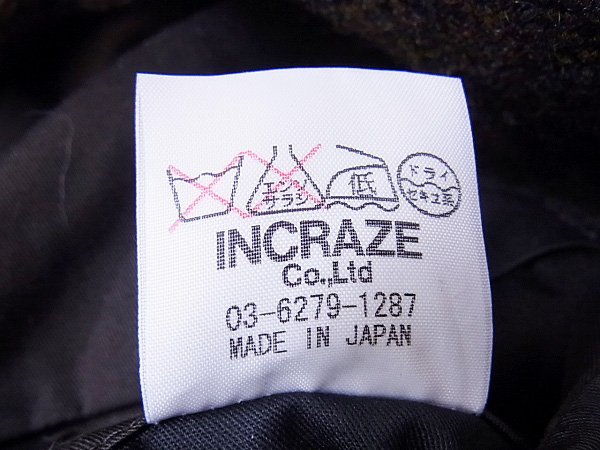 エンソ
サラシ
低
ドライ
セキユ系
INCRAZE
Co.,Ltd
03-6279-1287
MADE IN JAPAN